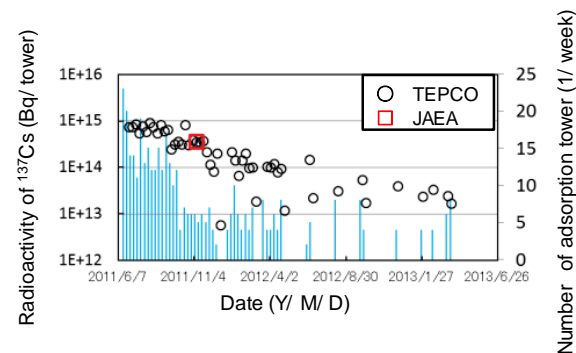 Radioactivity of ¹³⁷Cs (Bq/ tower)
1E+16
1E+15
1E+14
1E+13
1E+12
TEPCO
JAEA
25
20
15
10
5
0
Number of adsorption tower (1/ week)
2011/6/7 2011/11/4 2012/4/2 2012/8/30 2013/1/27 2013/6/26
Date (Y/ M/ D)